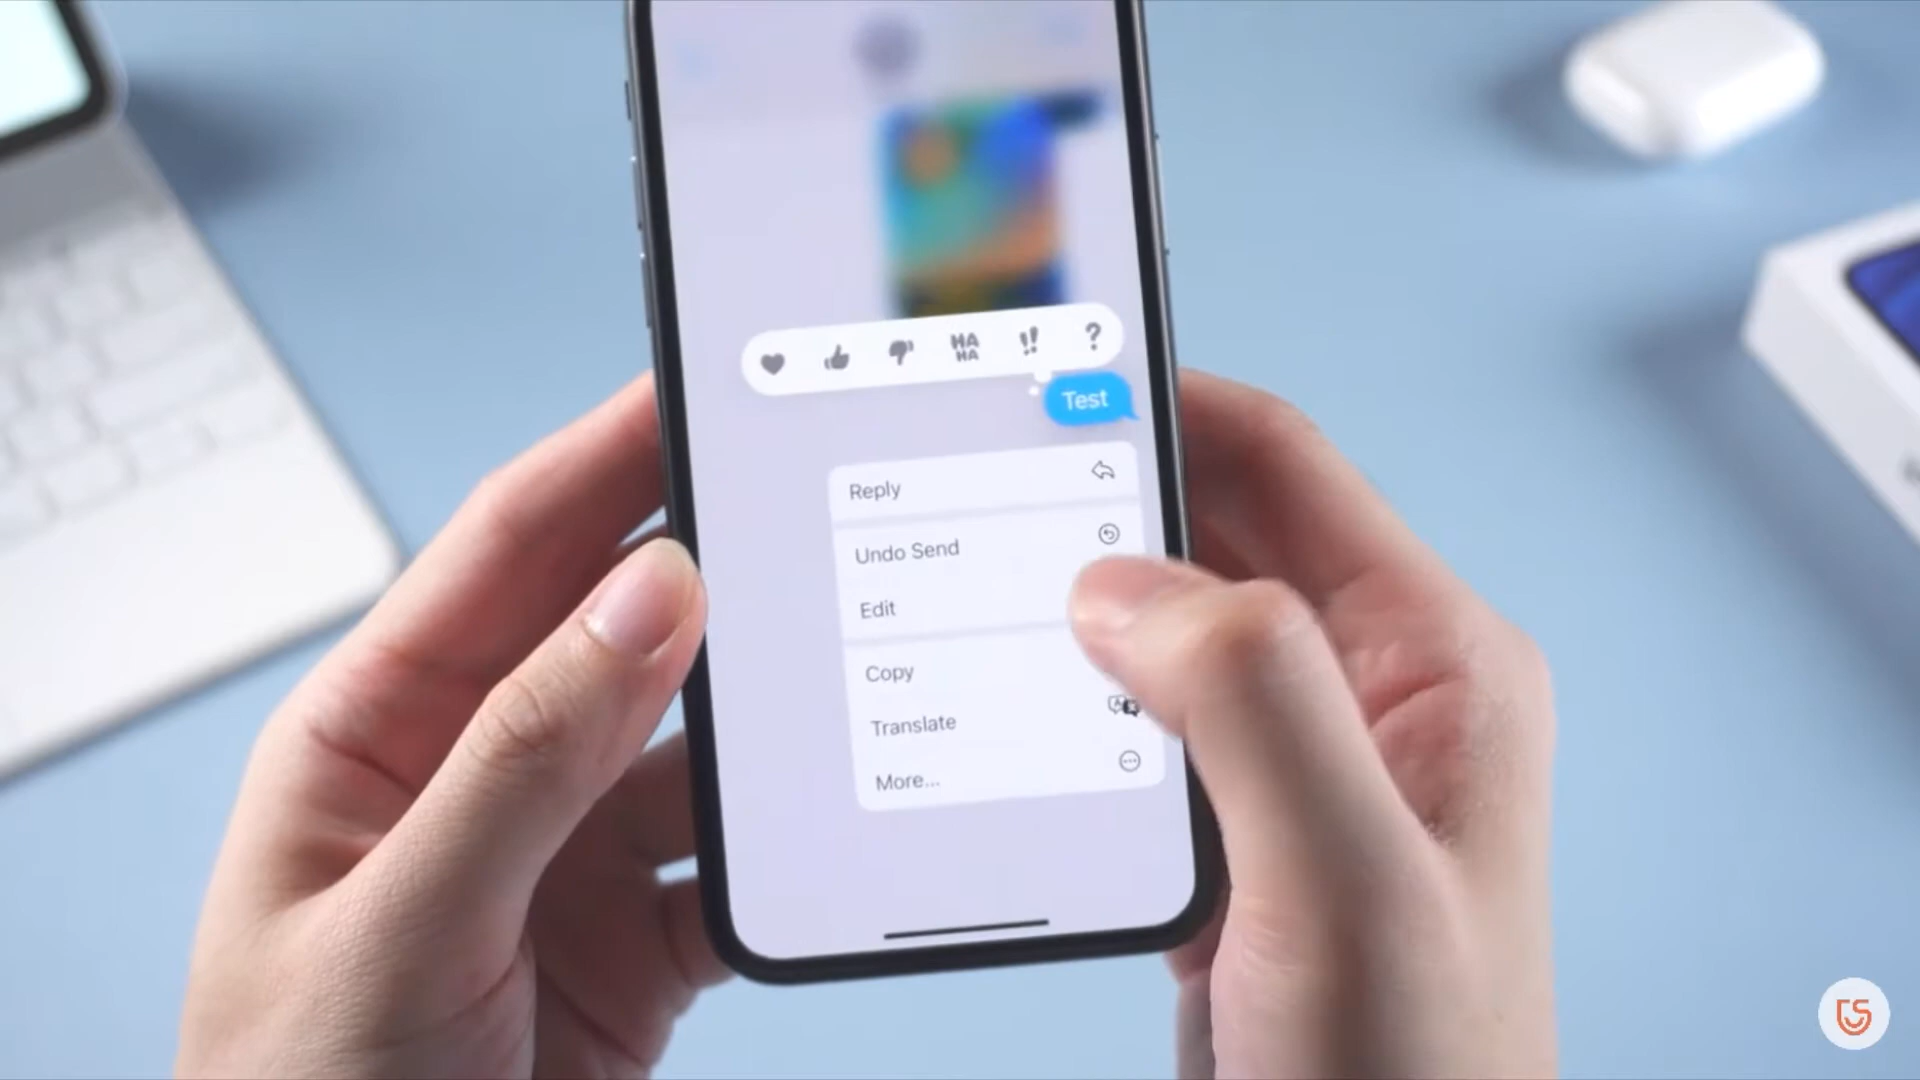 HA
HA
!!
?
Test
Reply
Undo Send
Edit
Copy
Translate
More...